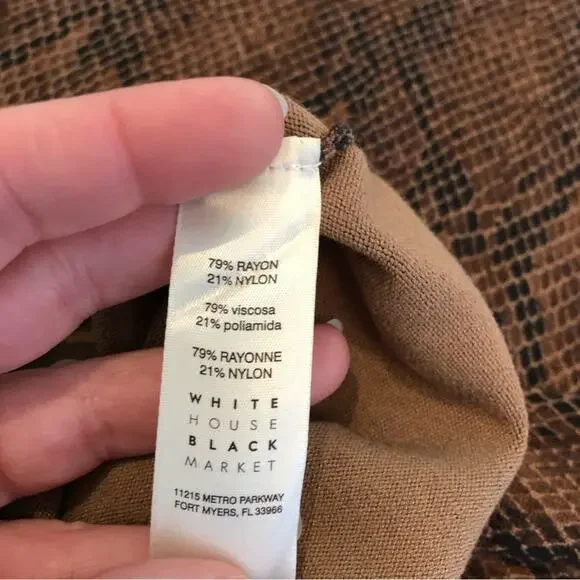 79% RAYON
21% NYLON
79% viscosa
21% poliamida
79% RAYONNE
21% NYLON
WHITE
HOUSE
BLACK
MARKET
11215 METRO PARKWAY
FORT MYERS, FL 33966